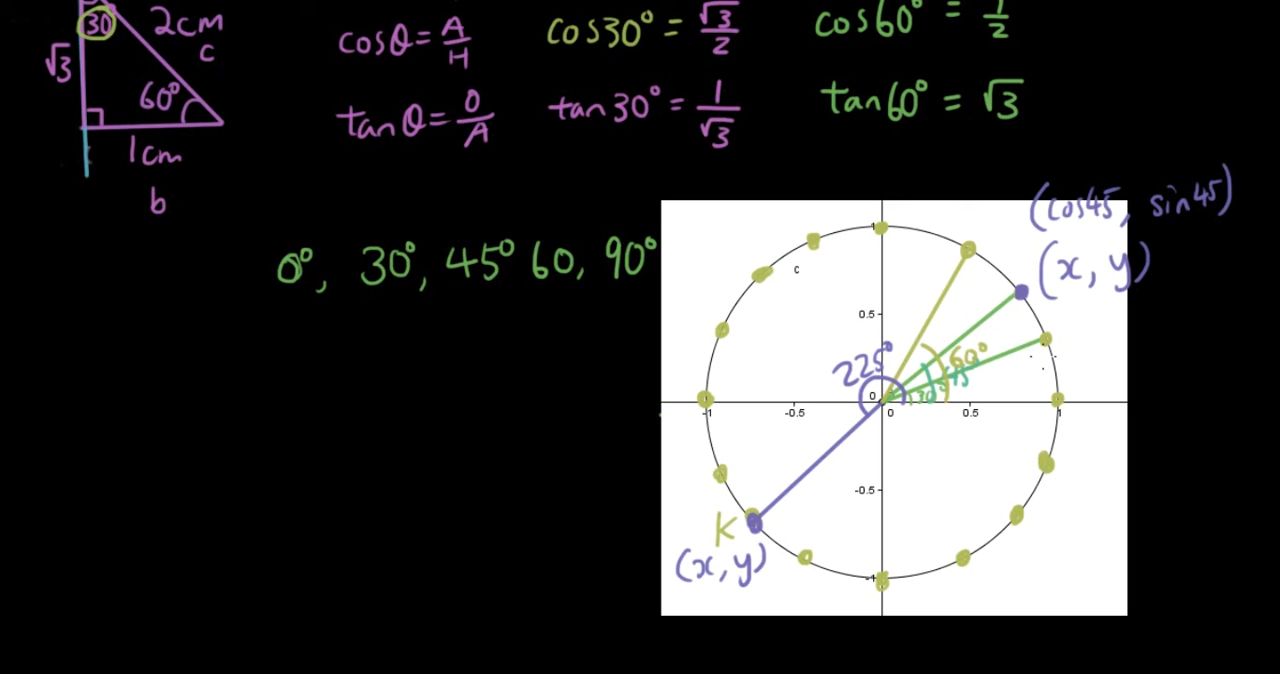 30 2cm
c
√3
60°
1cm
b
cosθ = A/H
tanθ = O/A
cos30° = √3/2
tan30° = 1/√3
cos60° = 1/2
tan60° = √3
0°, 30°, 45° 60, 90°
(cos45, sin45)
(x, y)
1
c
0.5
225°
60°
45
30
-1
-0.5
0
0
0.5
1
-0.5
K
(x, y)
-1